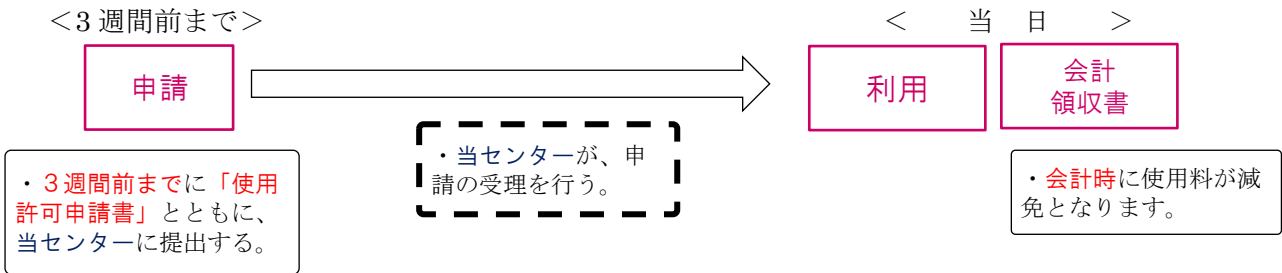 ＜3 週間前まで＞
申請
・３週間前までに「使用
許可申請書」とともに、
当センターに提出する。
・当センターが、申
請の受理を行う。
＜　当　日　＞
利用
会計
領収書
・会計時に使用料が減
免となります。